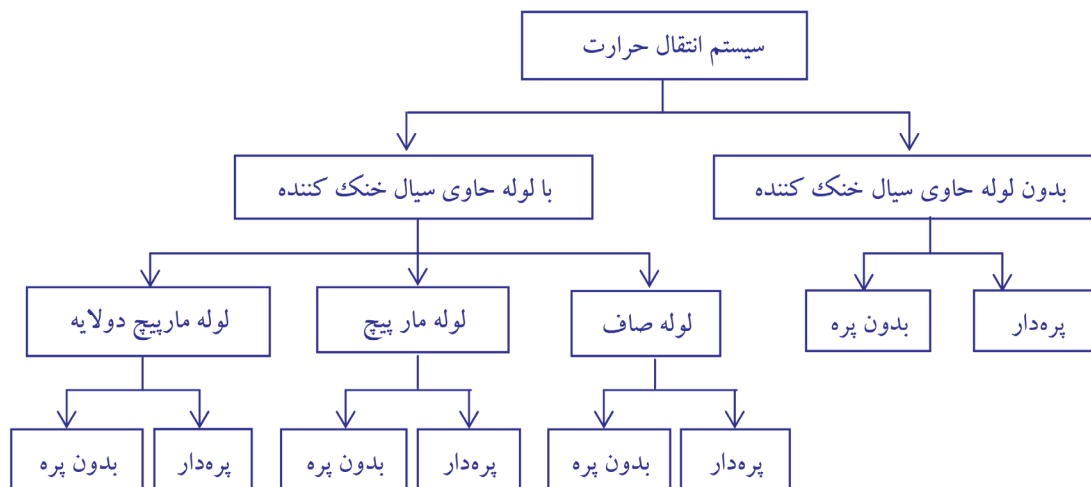 سیستم انتقال حرارت
بدون لوله حاوی سیال خنک کننده
با لوله حاوی سیال خنک کننده
پره‌دار
بدون پره
لوله صاف
لوله مار پیچ
لوله مارپیچ دولایه
پره‌دار
بدون پره
پره‌دار
بدون پره
پره‌دار
بدون پره